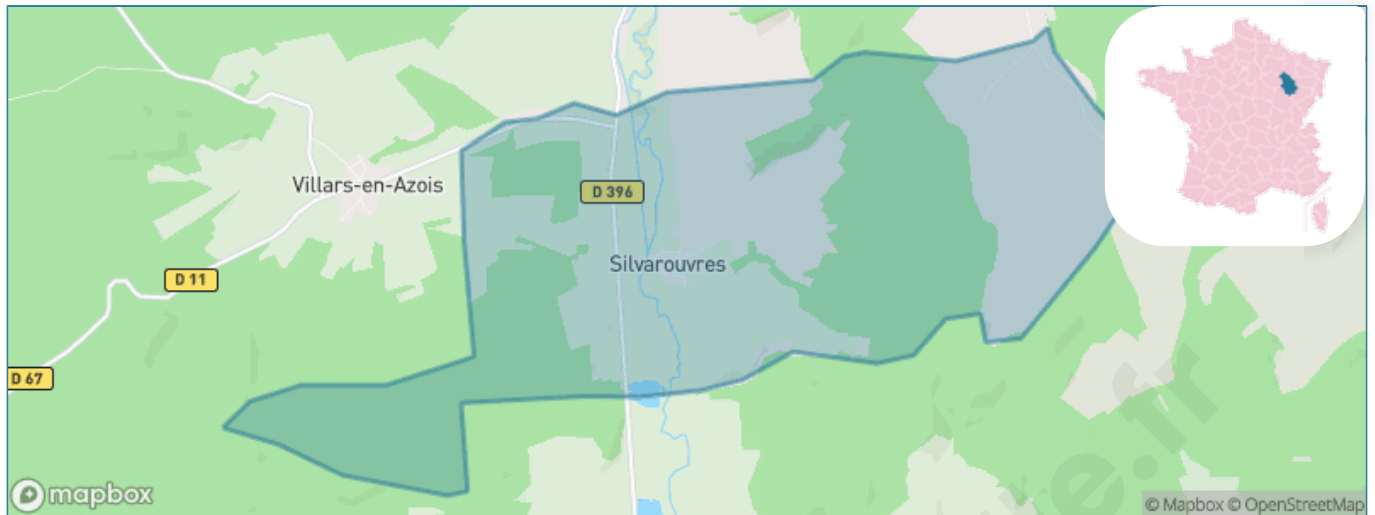 Villars-en-Azois
D 396
Silvarouvres
D 11
D 67
mapbox
© Mapbox © OpenStreetMap